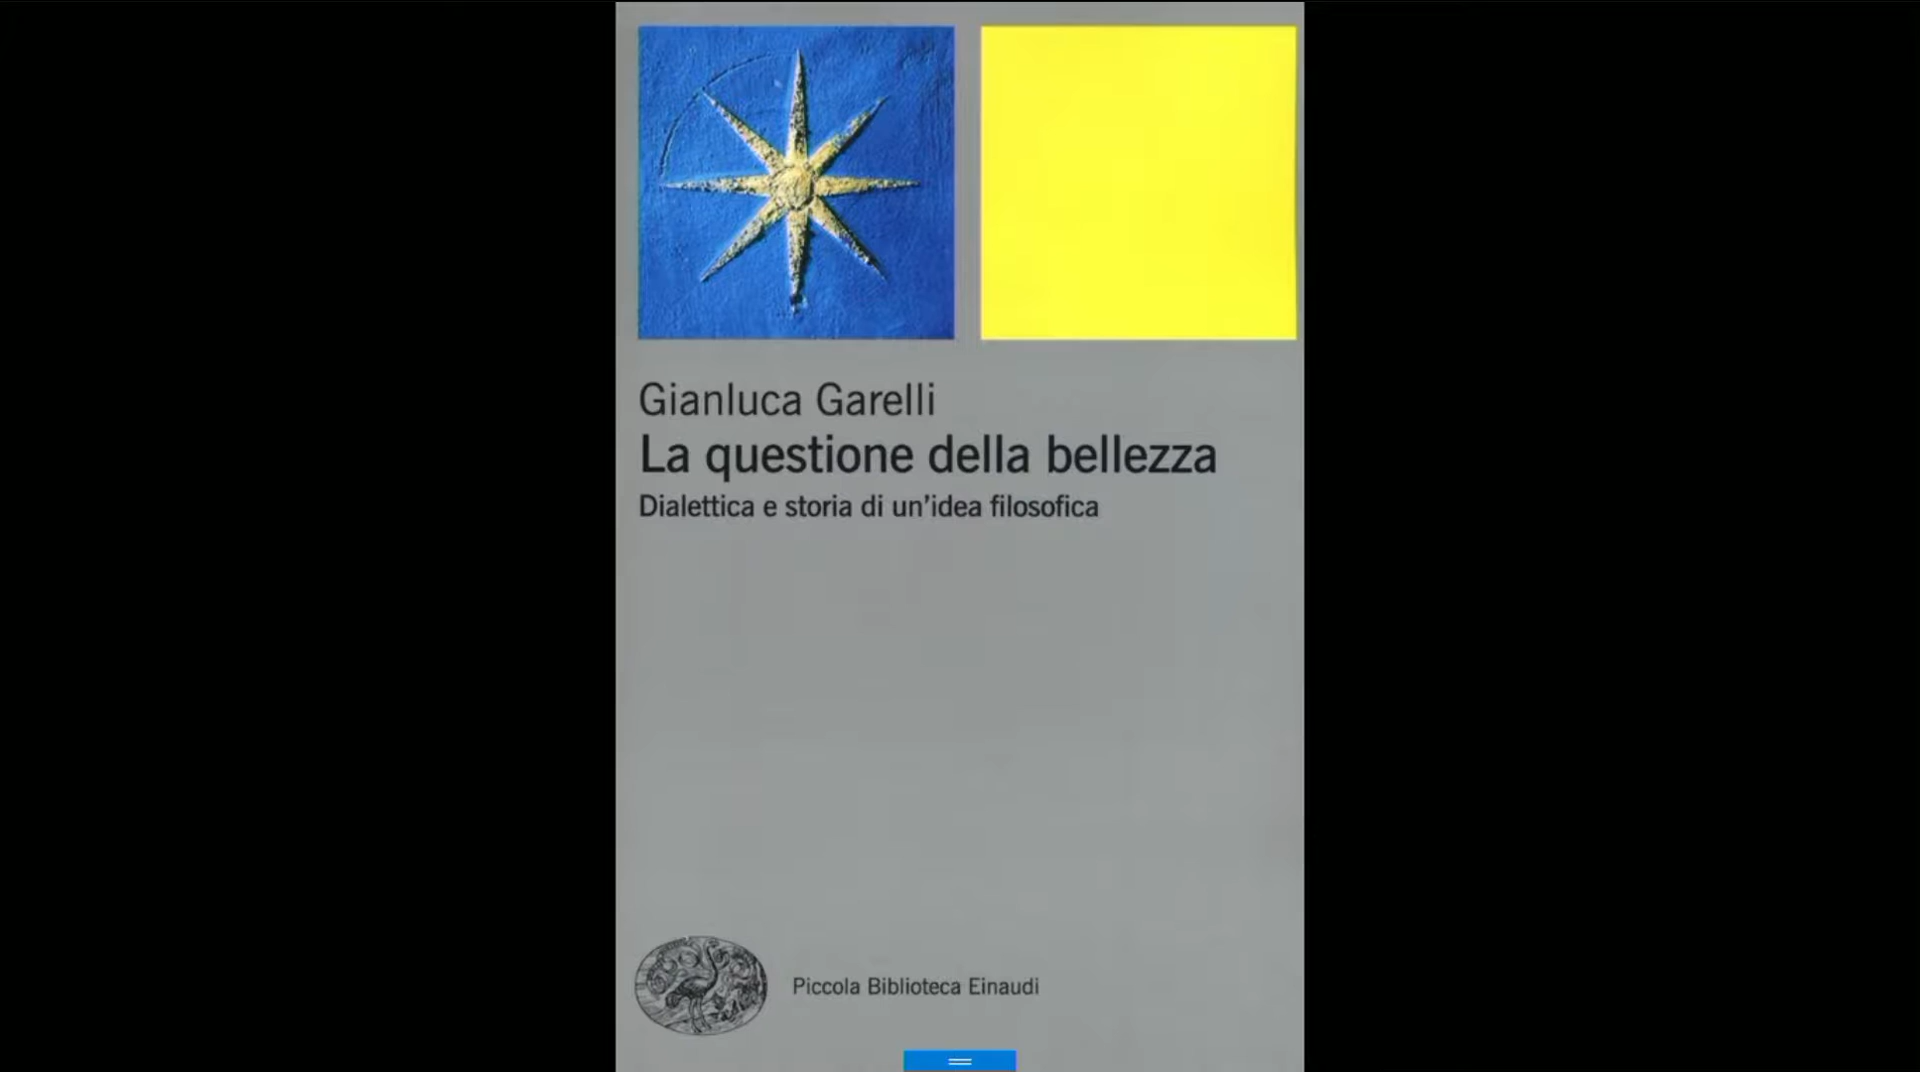 Gianluca Garelli
La questione della bellezza
Dialettica e storia di un'idea filosofica
Piccola Biblioteca Einaudi